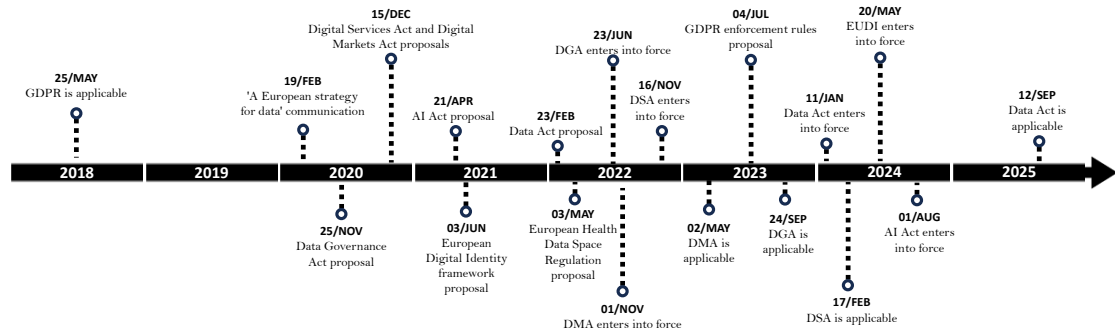 25/MAY
GDPR is applicable
19/FEB
'A European strategy
for data' communication
15/DEC
Digital Services Act and Digital
Markets Act proposals
21/APR
AI Act proposal
23/FEB
Data Act proposal
23/JUN
DGA enters into force
16/NOV
DSA enters
into force
04/JUL
GDPR enforcement rules
proposal
11/JAN
Data Act enters
into force
20/MAY
EUDI enters
into force
12/SEP
Data Act is
applicable
2018
2019
2020
2021
2022
2023
2024
2025
25/NOV
Data Governance
Act proposal
03/JUN
European
Digital Identity
framework
proposal
03/MAY
European Health
Data Space
Regulation
proposal
01/NOV
DMA enters into force
02/MAY
DMA is
applicable
24/SEP
DGA is
applicable
17/FEB
DSA is applicable
01/AUG
AI Act enters
into force